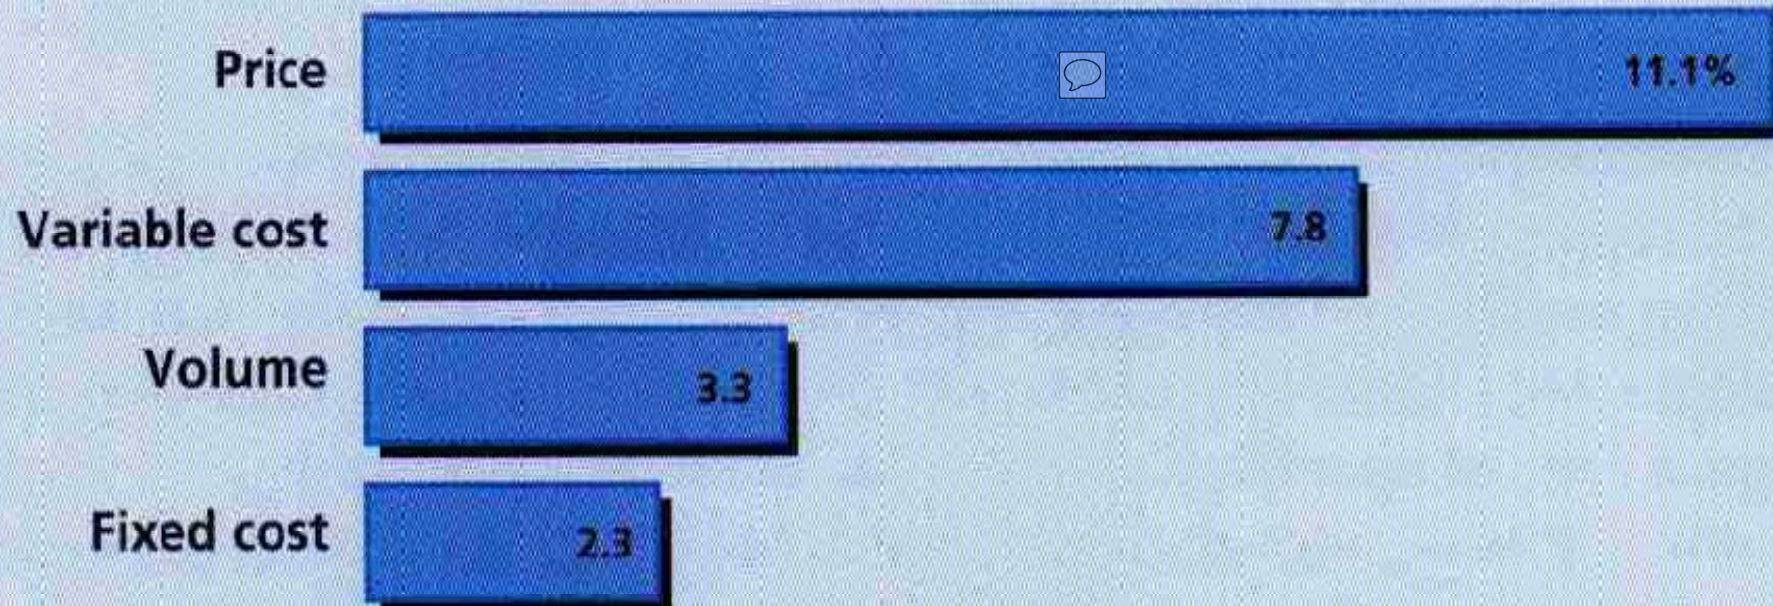 Price 11.1%
Variable cost 7.8
Volume 3.3
Fixed cost 2.3